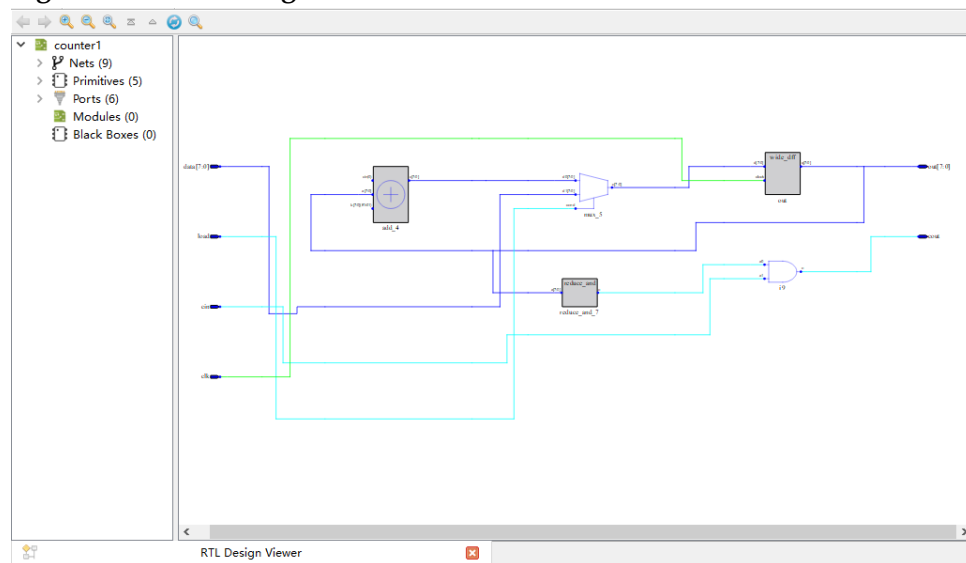 counter1
Nets (9)
Primitives (5)
Ports (6)
Modules (0)
Black Boxes (0)
data[7:0]
load
cin
clk
add_4
mux_5
reduce_and
reduce_and_7
wide_dff
out
i9
out[7:0]
cout
RTL Design Viewer